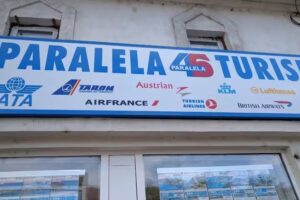 PARALELA 45 TURIS
PARALELA
IATA TAROM Austrian KLM Lufthansa
AIRFRANCE TURKISH AIRLINES BRITISH AIRWAYS